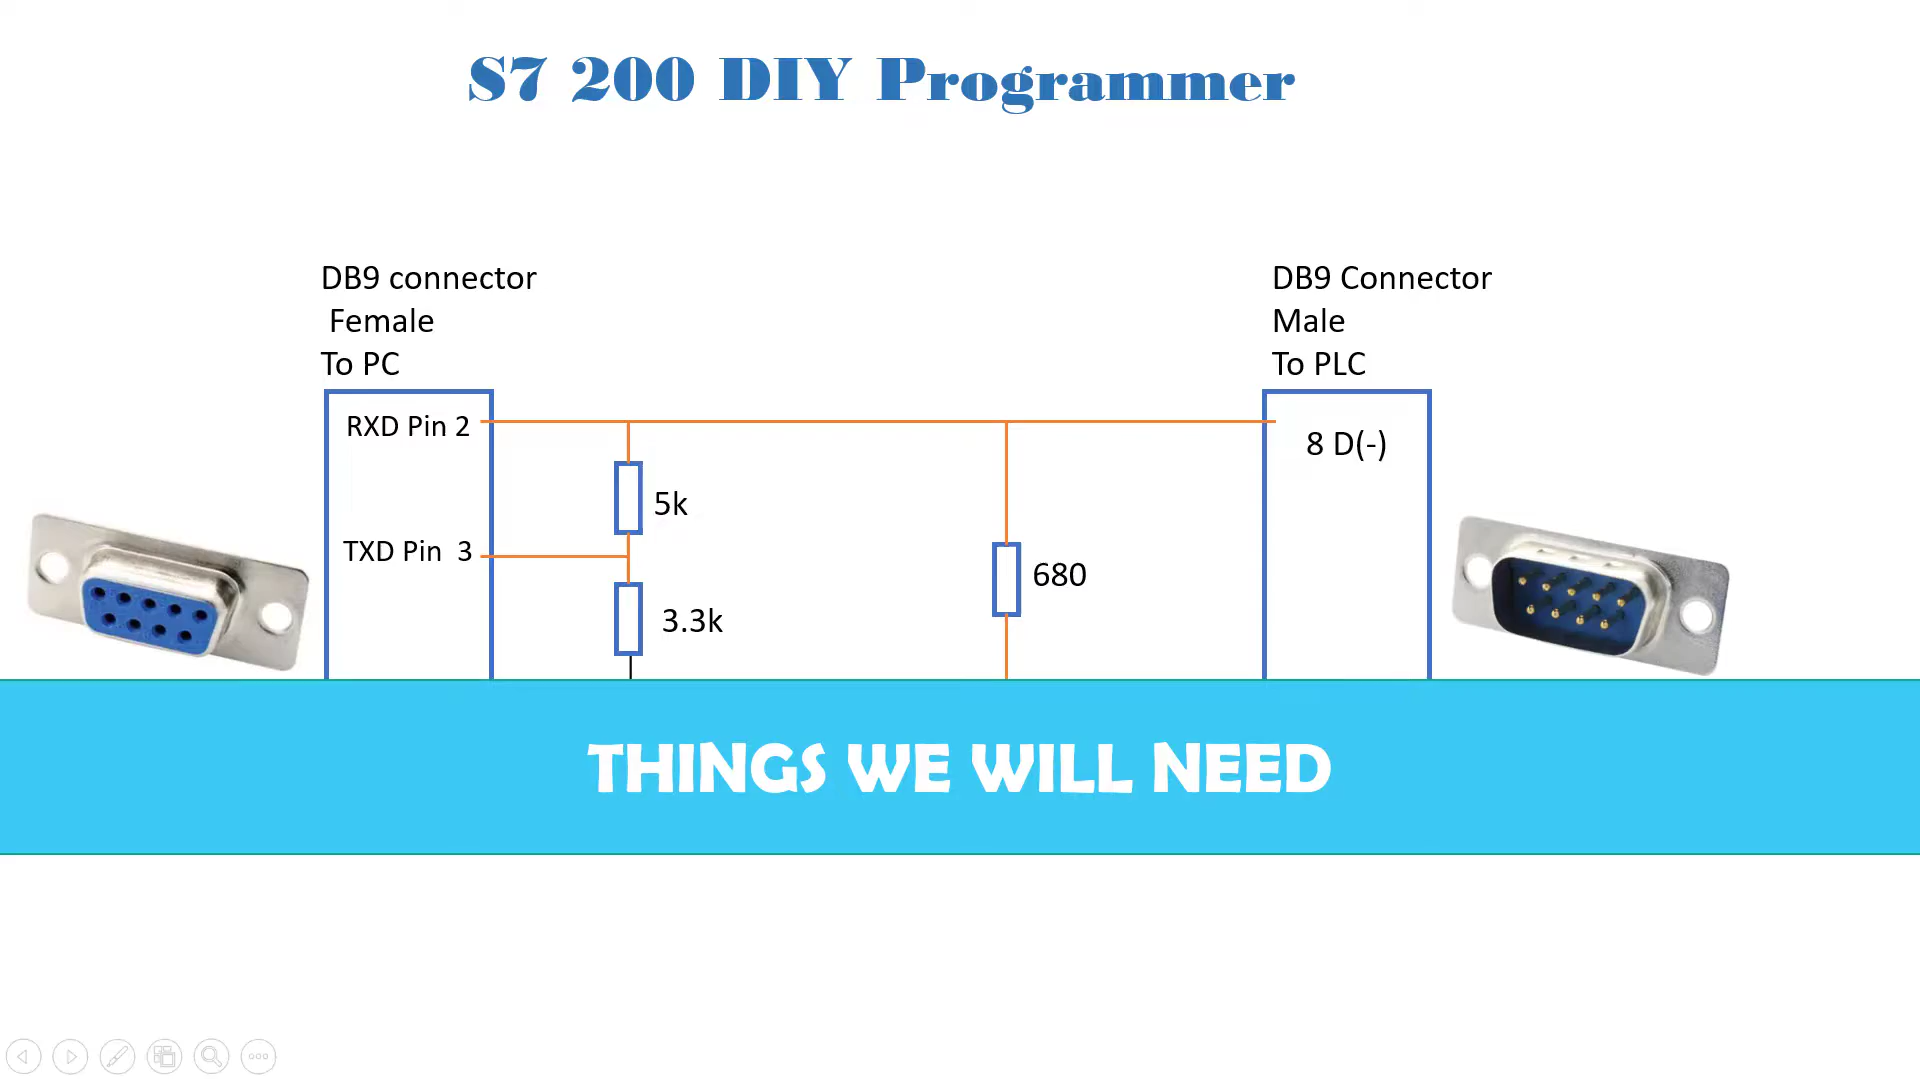 S7 200 DIY Programmer
DB9 connector
Female
To PC
DB9 Connector
Male
To PLC
RXD Pin 2
8 D(-)
5k
TXD Pin 3
680
3.3k
THINGS WE WILL NEED